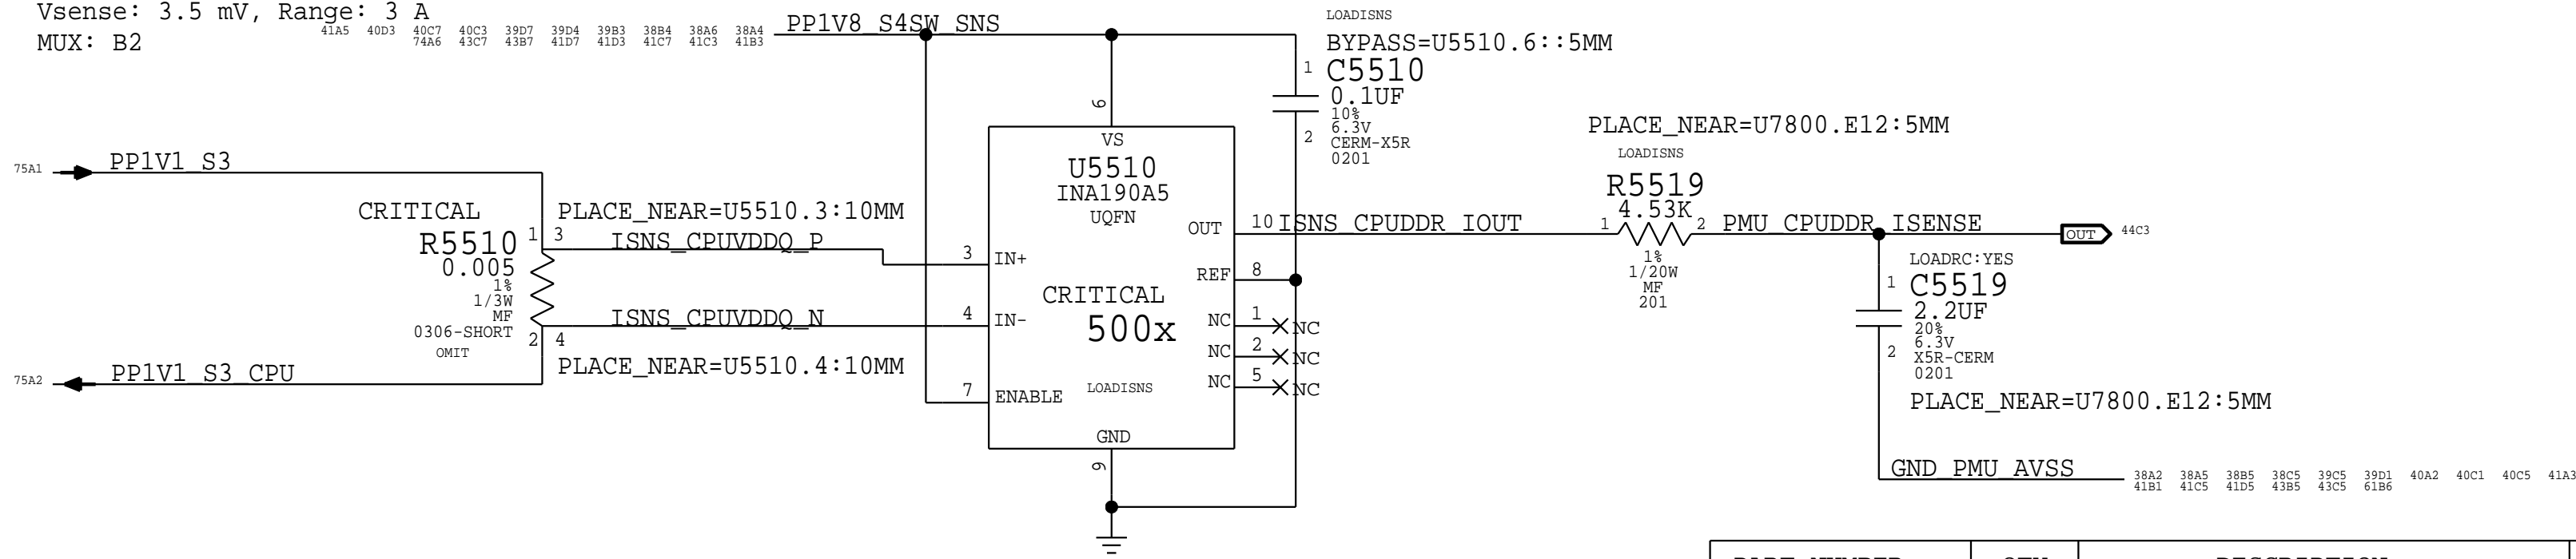 Vsense: 3.5 mV, Range: 3 A
MUX: B2
41A5 40D3 40C7 40C3 39D7 39D4 39B3 38B4 38A6 38A4
74A6 43C7 43B7 41D7 41D3 41C7 41C3 41B3
PP1V8_S4SW_SNS
LOADISNS
BYPASS=U5510.6::5MM
1
C5510
0.1UF
10%
6.3V
2
CERM-X5R
0201
6
VS
U5510
INA190A5
UQFN
CRITICAL
500x
LOADISNS
GND
9
75A1
PP1V1_S3
CRITICAL
PLACE_NEAR=U5510.3:10MM
R5510
1 3
ISNS_CPUVDDQ_P
0.005
1%
1/3W
MF
0306-SHORT
OMIT
ISNS_CPUVDDQ_N
2 4
PLACE_NEAR=U5510.4:10MM
75A2
PP1V1_S3_CPU
3 IN+
4 IN-
7 ENABLE
OUT 10 ISNS_CPUDDR_IOUT
REF 8
NC 1 NC
NC 2 NC
NC 5 NC
PLACE_NEAR=U7800.E12:5MM
LOADISNS
R5519
4.53K
1 2
1%
1/20W
MF
201
PMU_CPUDDR_ISENSE
OUT 44C3
LOADRC:YES
1
C5519
2.2UF
20%
6.3V
2
X5R-CERM
0201
PLACE_NEAR=U7800.E12:5MM
GND_PMU_AVSS
38A2 38A5 38B5 38C5 39C5 39D1 40A2 40C1 40C5 41A3
41B1 41C5 41D5 43B5 43C5 61B6